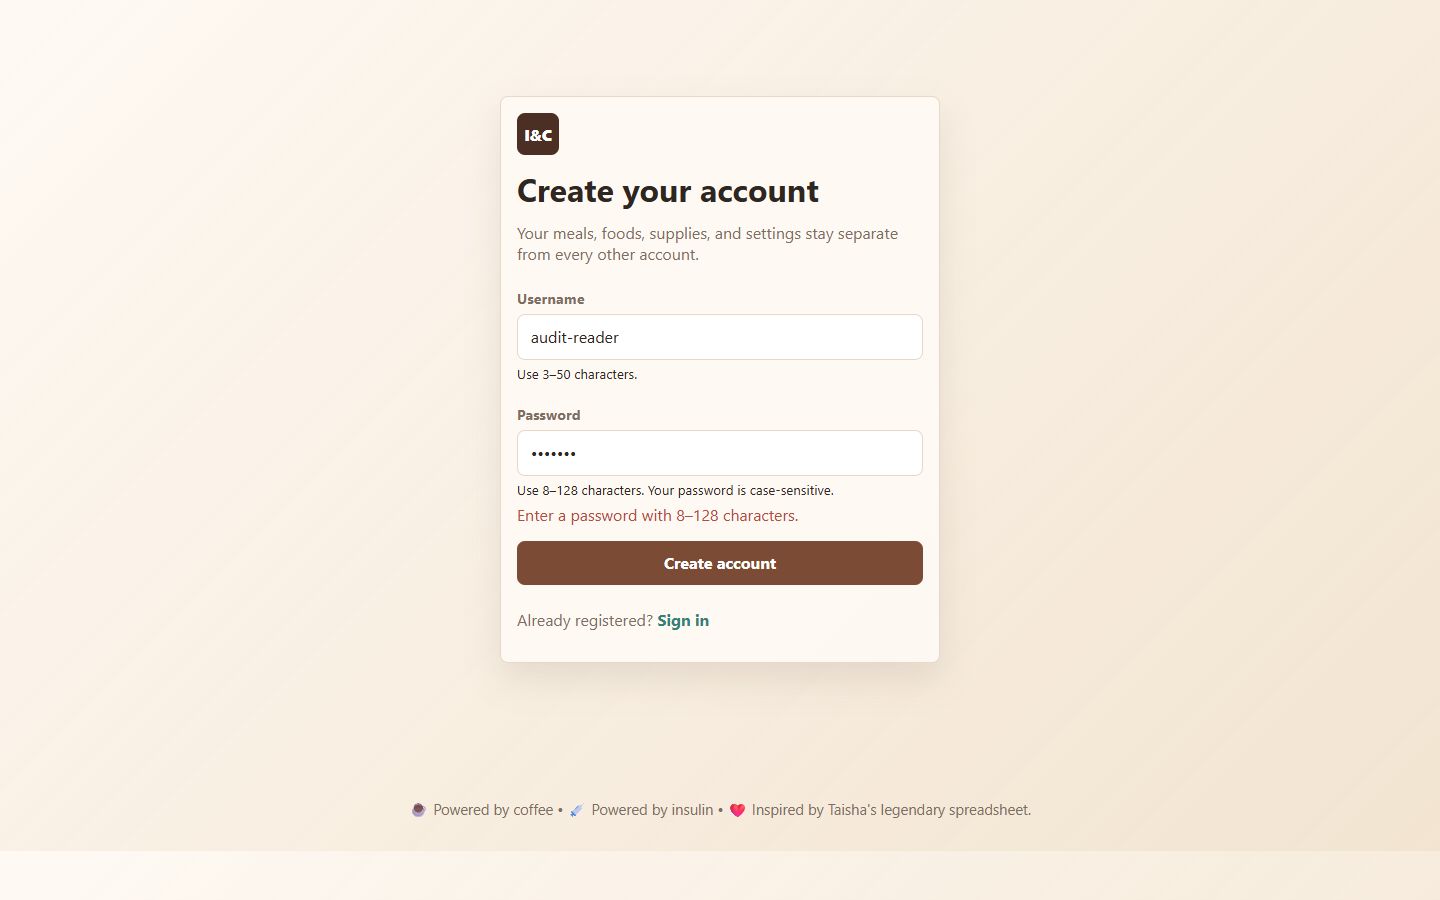 I&C
Create your account
Your meals, foods, supplies, and settings stay separate
from every other account.
Username
audit-reader
Use 3–50 characters.
Password
•••••••
Use 8–128 characters. Your password is case-sensitive.
Enter a password with 8–128 characters.
Create account
Already registered? Sign in
Powered by coffee • Powered by insulin • Inspired by Taisha's legendary spreadsheet.